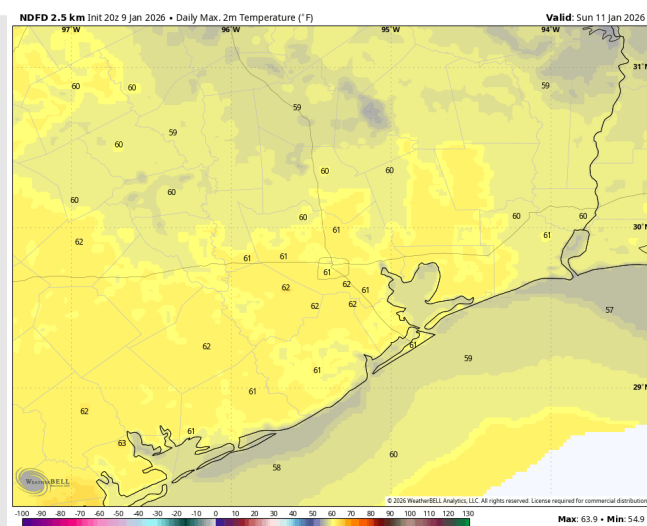 NDFD 2.5 km Init 20z 9 Jan 2026 • Daily Max. 2m Temperature (°F)
Valid: Sun 11 Jan 2026
97°W 96°W 95°W 94°W
31°N
60 60 59
59
59
60
60 60
60
60
60 60 60
61 61
62
61 61
61
62 62 61
62 62
57
62 61
59
61
61
62
61
63
60
58
29°N
30°N
WeatherBELL
© 2026 WeatherBELL Analytics, LLC. All rights reserved. License required for commercial distribution
-100 -90 -80 -70 -60 -50 -40 -30 -20 -10 0 10 20 30 40 50 60 70 80 90 100 110 120 130
Max: 63.9 • Min: 54.9